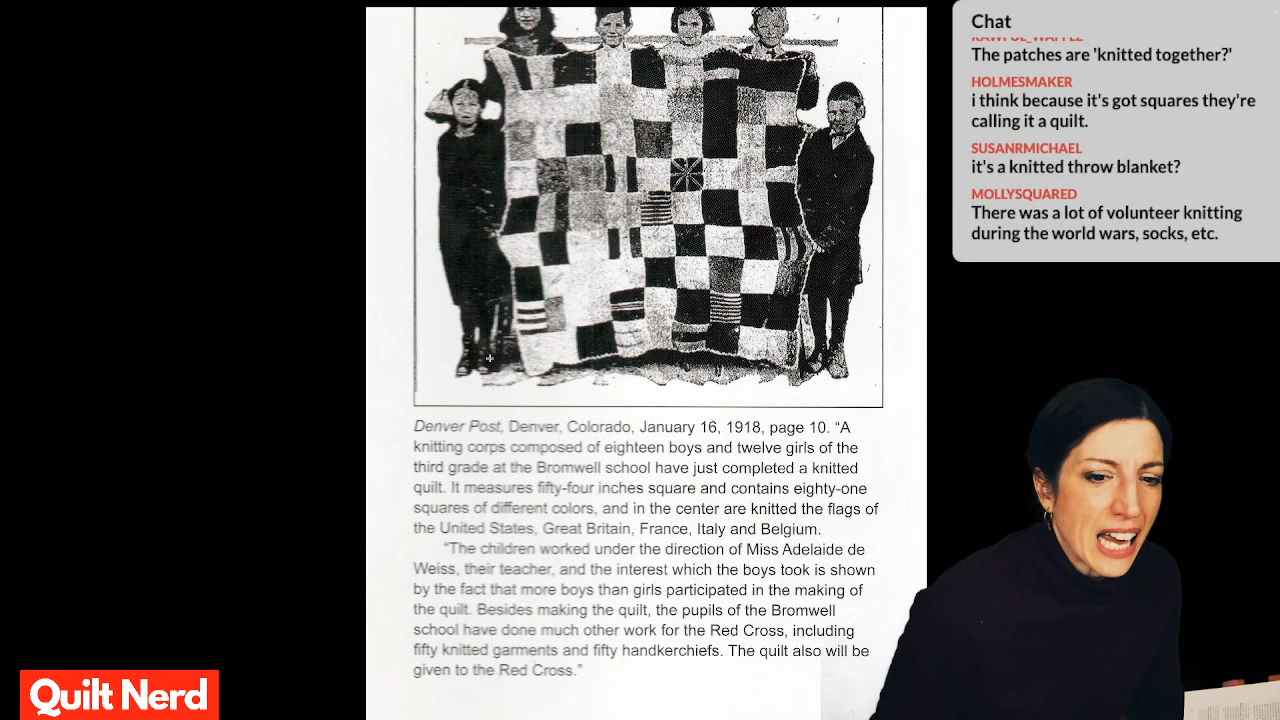 Denver Post, Denver, Colorado, January 16, 1918, page 10. “A
knitting corps composed of eighteen boys and twelve girls of the
third grade at the Bromwell school have just completed a knitted
quilt. It measures fifty-four inches square and contains eighty-one
squares of different colors, and in the center are knitted the flags of
the United States, Great Britain, France, Italy and Belgium.
“The children worked under the direction of Miss Adelaide de
Weiss, their teacher, and the interest which the boys took is shown
by the fact that more boys than girls participated in the making of
the quilt. Besides making the quilt, the pupils of the Bromwell
school have done much other work for the Red Cross, including
fifty knitted garments and fifty handkerchiefs. The quilt also will be
given to the Red Cross.”
Chat
The patches are 'knitted together?'
HOLMESMAKER
i think because it's got squares they're
calling it a quilt.
SUSANRMICHAEL
it's a knitted throw blanket?
MOLLYSQUARED
There was a lot of volunteer knitting
during the world wars, socks, etc.
Quilt Nerd